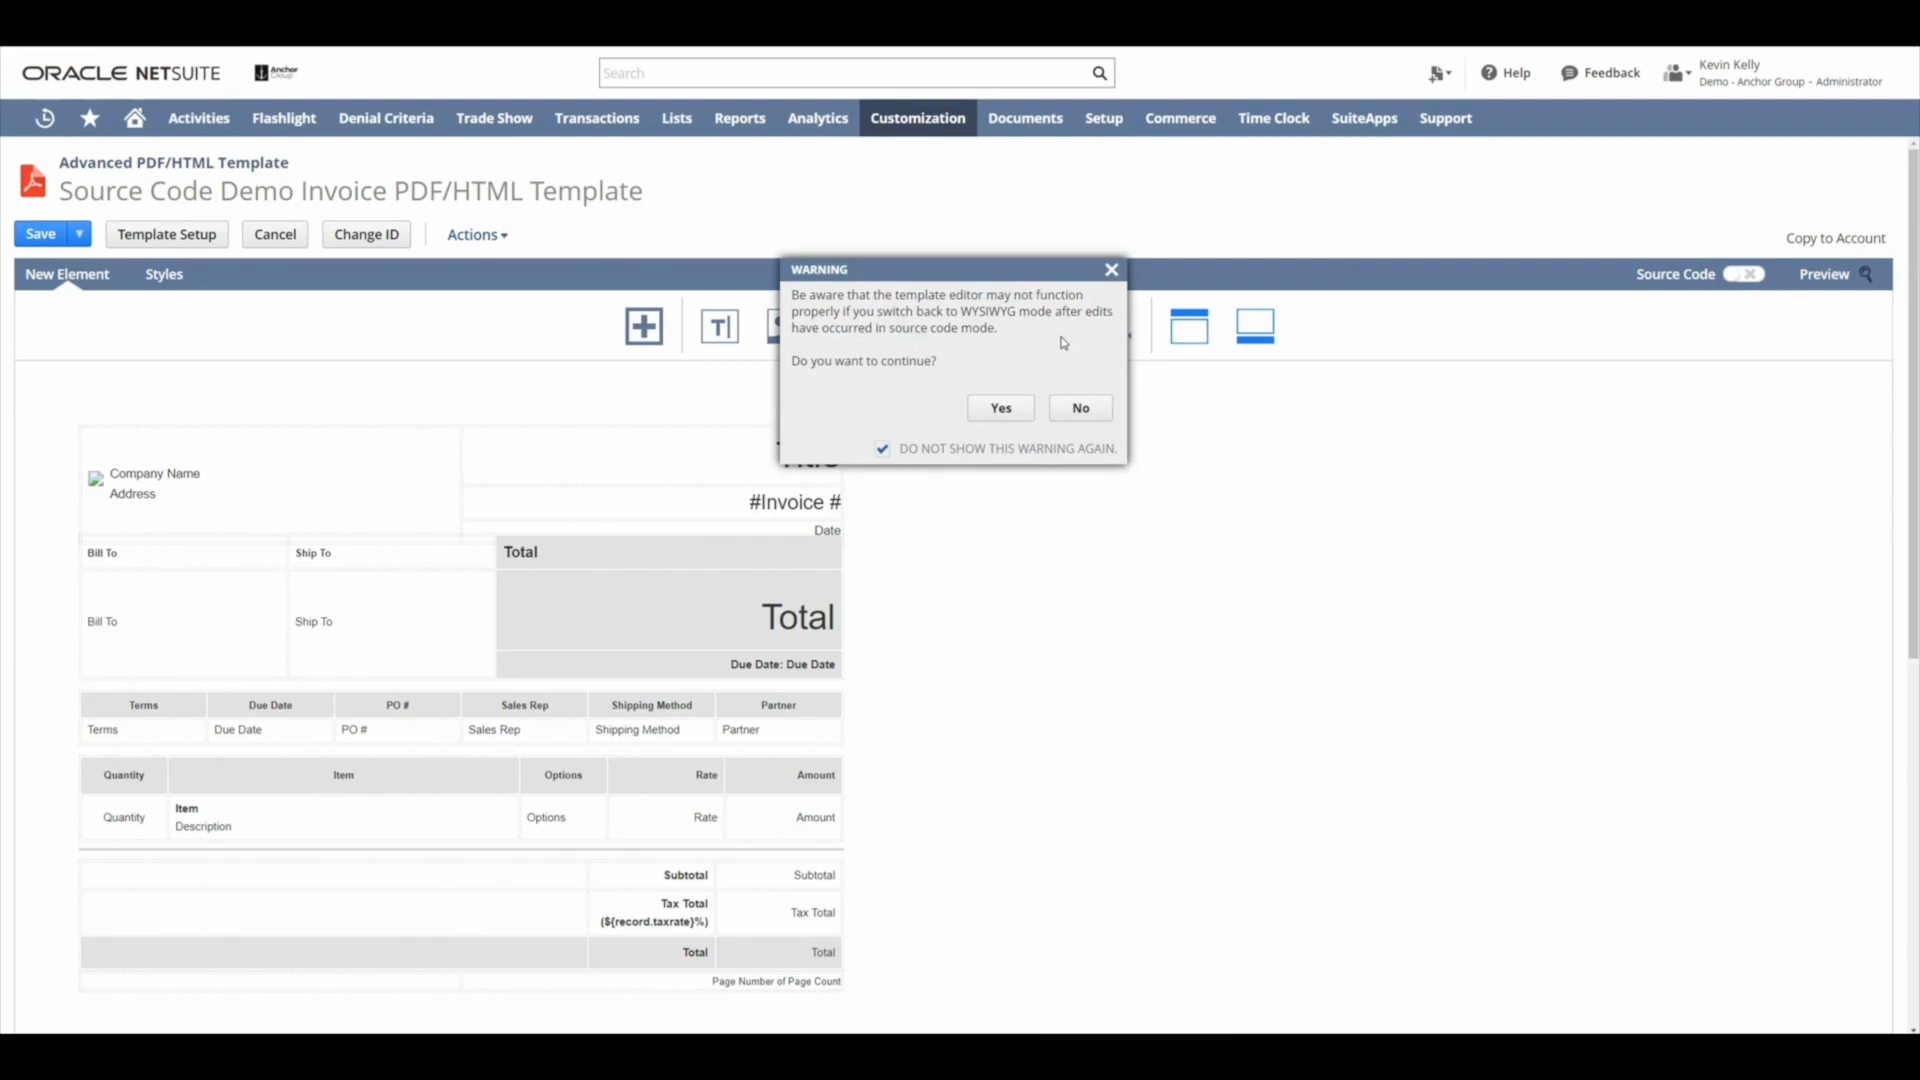 ORACLE NETSUITE
Anchor
Group
Search
Help
Feedback
Kevin Kelly
Demo - Anchor Group - Administrator
Activities
Flashlight
Denial Criteria
Trade Show
Transactions
Lists
Reports
Analytics
Customization
Documents
Setup
Commerce
Time Clock
SuiteApps
Support
Advanced PDF/HTML Template
Source Code Demo Invoice PDF/HTML Template
Save
Template Setup
Cancel
Change ID
Actions
Copy to Account
New Element
Styles
Source Code
Preview
WARNING
Be aware that the template editor may not function
properly if you switch back to WYSIWYG mode after edits
have occurred in source code mode.
Do you want to continue?
Yes
No
DO NOT SHOW THIS WARNING AGAIN.
T
Company Name
Address
#Invoice #
Date
Bill To
Ship To
Total
Bill To
Ship To
Total
Due Date: Due Date
Terms
Due Date
PO #
Sales Rep
Shipping Method
Partner
Terms
Due Date
PO #
Sales Rep
Shipping Method
Partner
Quantity
Item
Options
Rate
Amount
Quantity
Item
Description
Options
Rate
Amount
Subtotal
Subtotal
Tax Total
(${record.taxrate}%)
Tax Total
Total
Total
Page Number of Page Count